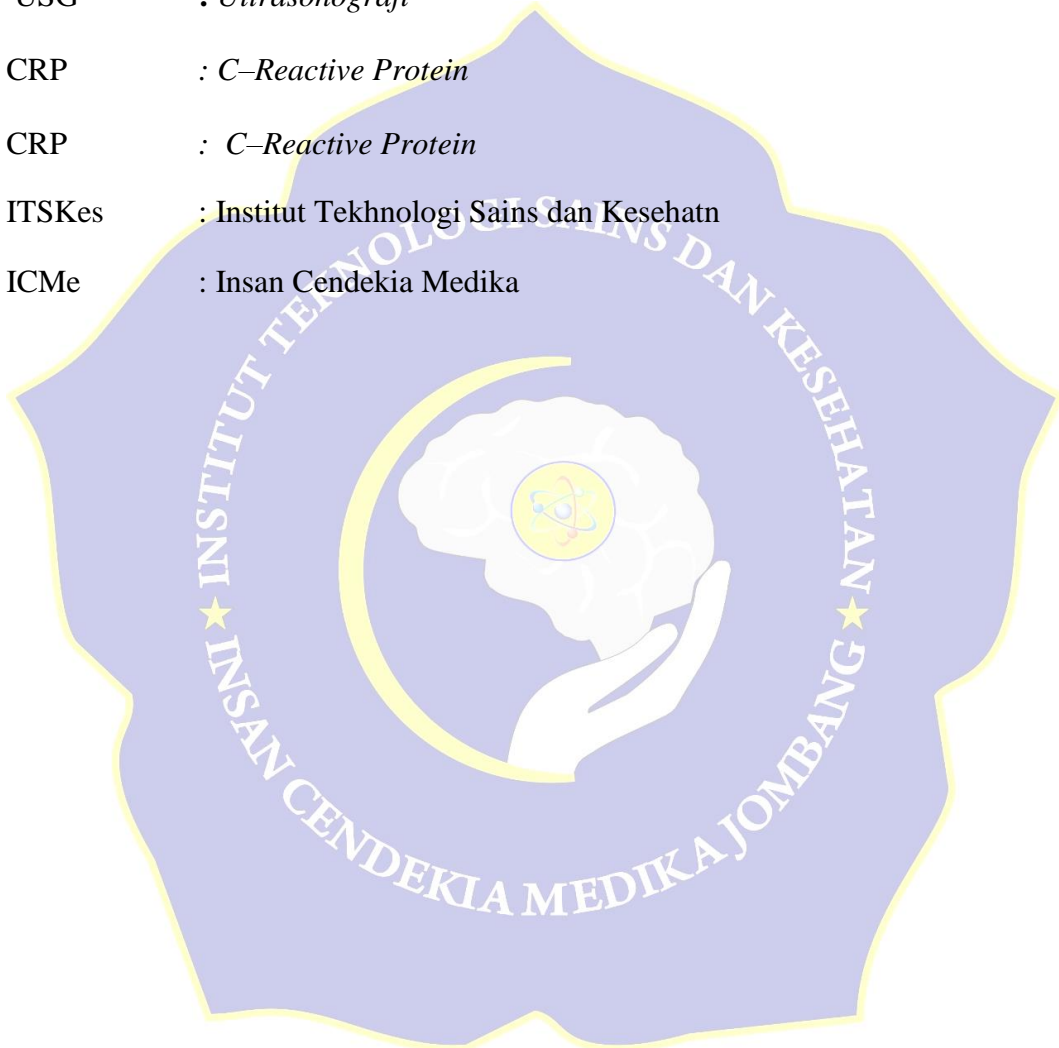 USG : Ultrasonografi
CRP : C–Reactive Protein
CRP : C–Reactive Protein
ITSKes : Institut Tekhnologi Sains dan Kesehatn
ICMe : Insan Cendekia Medika
INSTITUT TEKNOLOGI SAINS DAN KESEHATAN
INSAN CENDEKIA MEDIKA JOMBANG